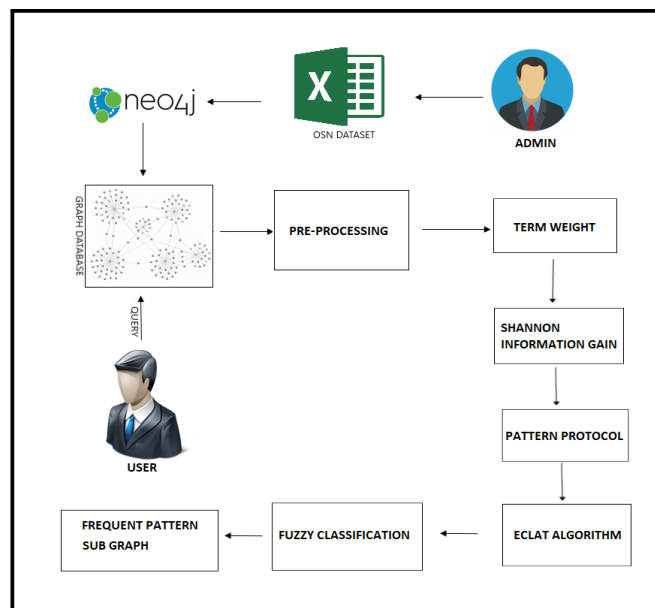 neo4j
X
OSN DATASET
ADMIN
GRAPH DATABASE
PRE-PROCESSING
TERM WEIGHT
QUERY
SHANNON
INFORMATION GAIN
USER
PATTERN PROTOCOL
FREQUENT PATTERN
SUB GRAPH
FUZZY CLASSIFICATION
ECLAT ALGORITHM